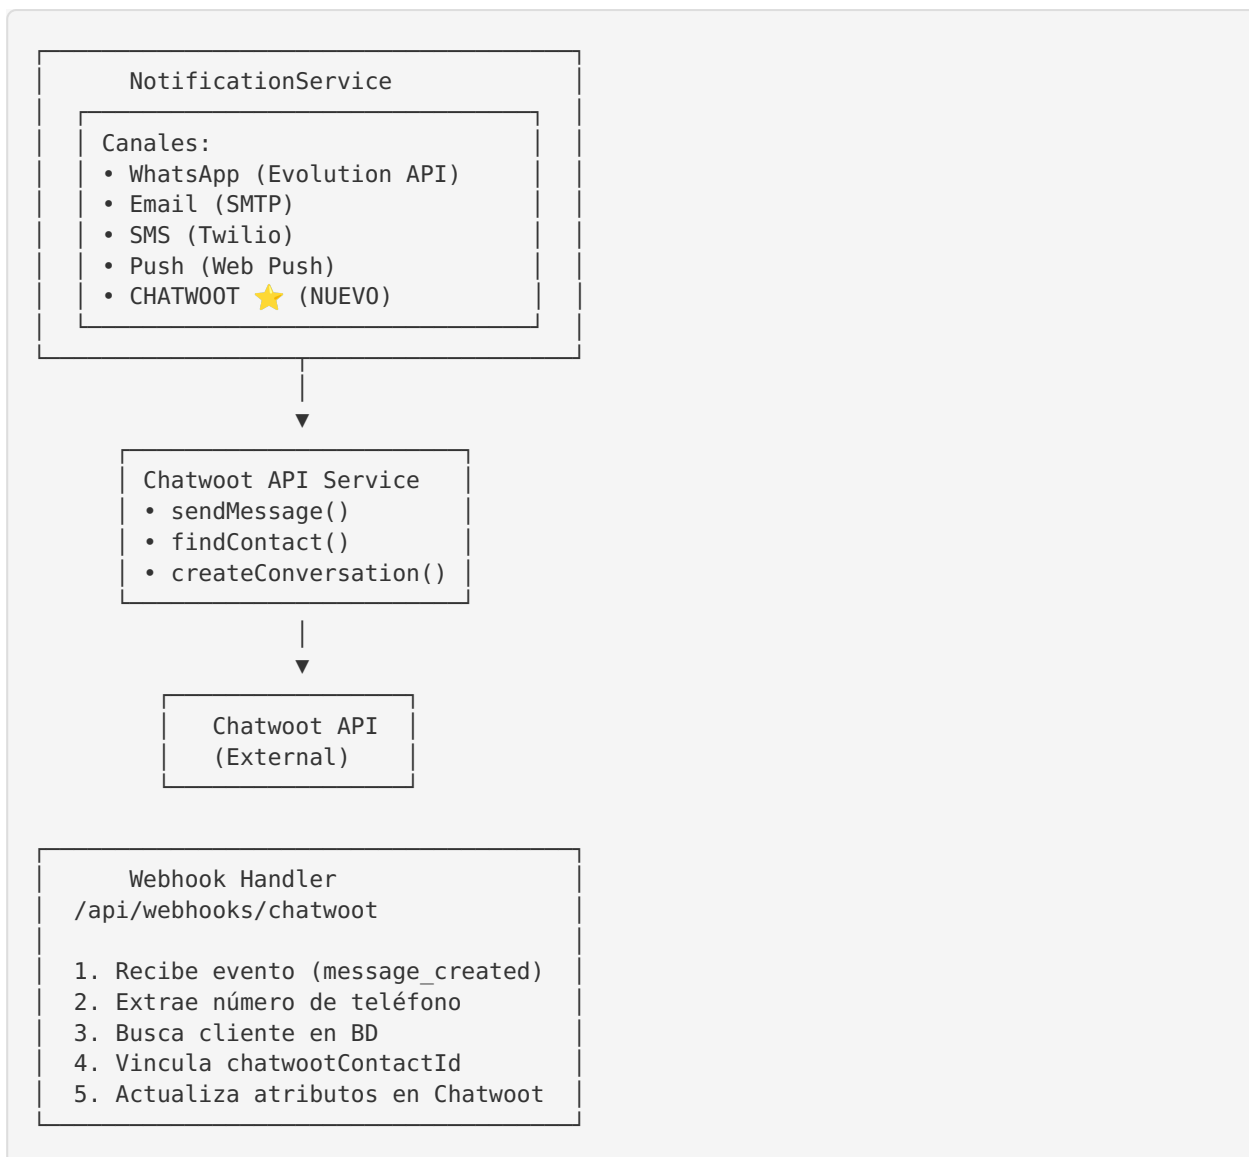 NotificationService
Canales:
• WhatsApp (Evolution API)
• Email (SMTP)
• SMS (Twilio)
• Push (Web Push)
• CHATWOOT ⭐ (NUEVO)
Chatwoot API Service
• sendMessage()
• findContact()
• createConversation()
Chatwoot API
(External)
Webhook Handler
/api/webhooks/chatwoot
1. Recibe evento (message_created)
2. Extrae número de teléfono
3. Busca cliente en BD
4. Vincula chatwootContactId
5. Actualiza atributos en Chatwoot